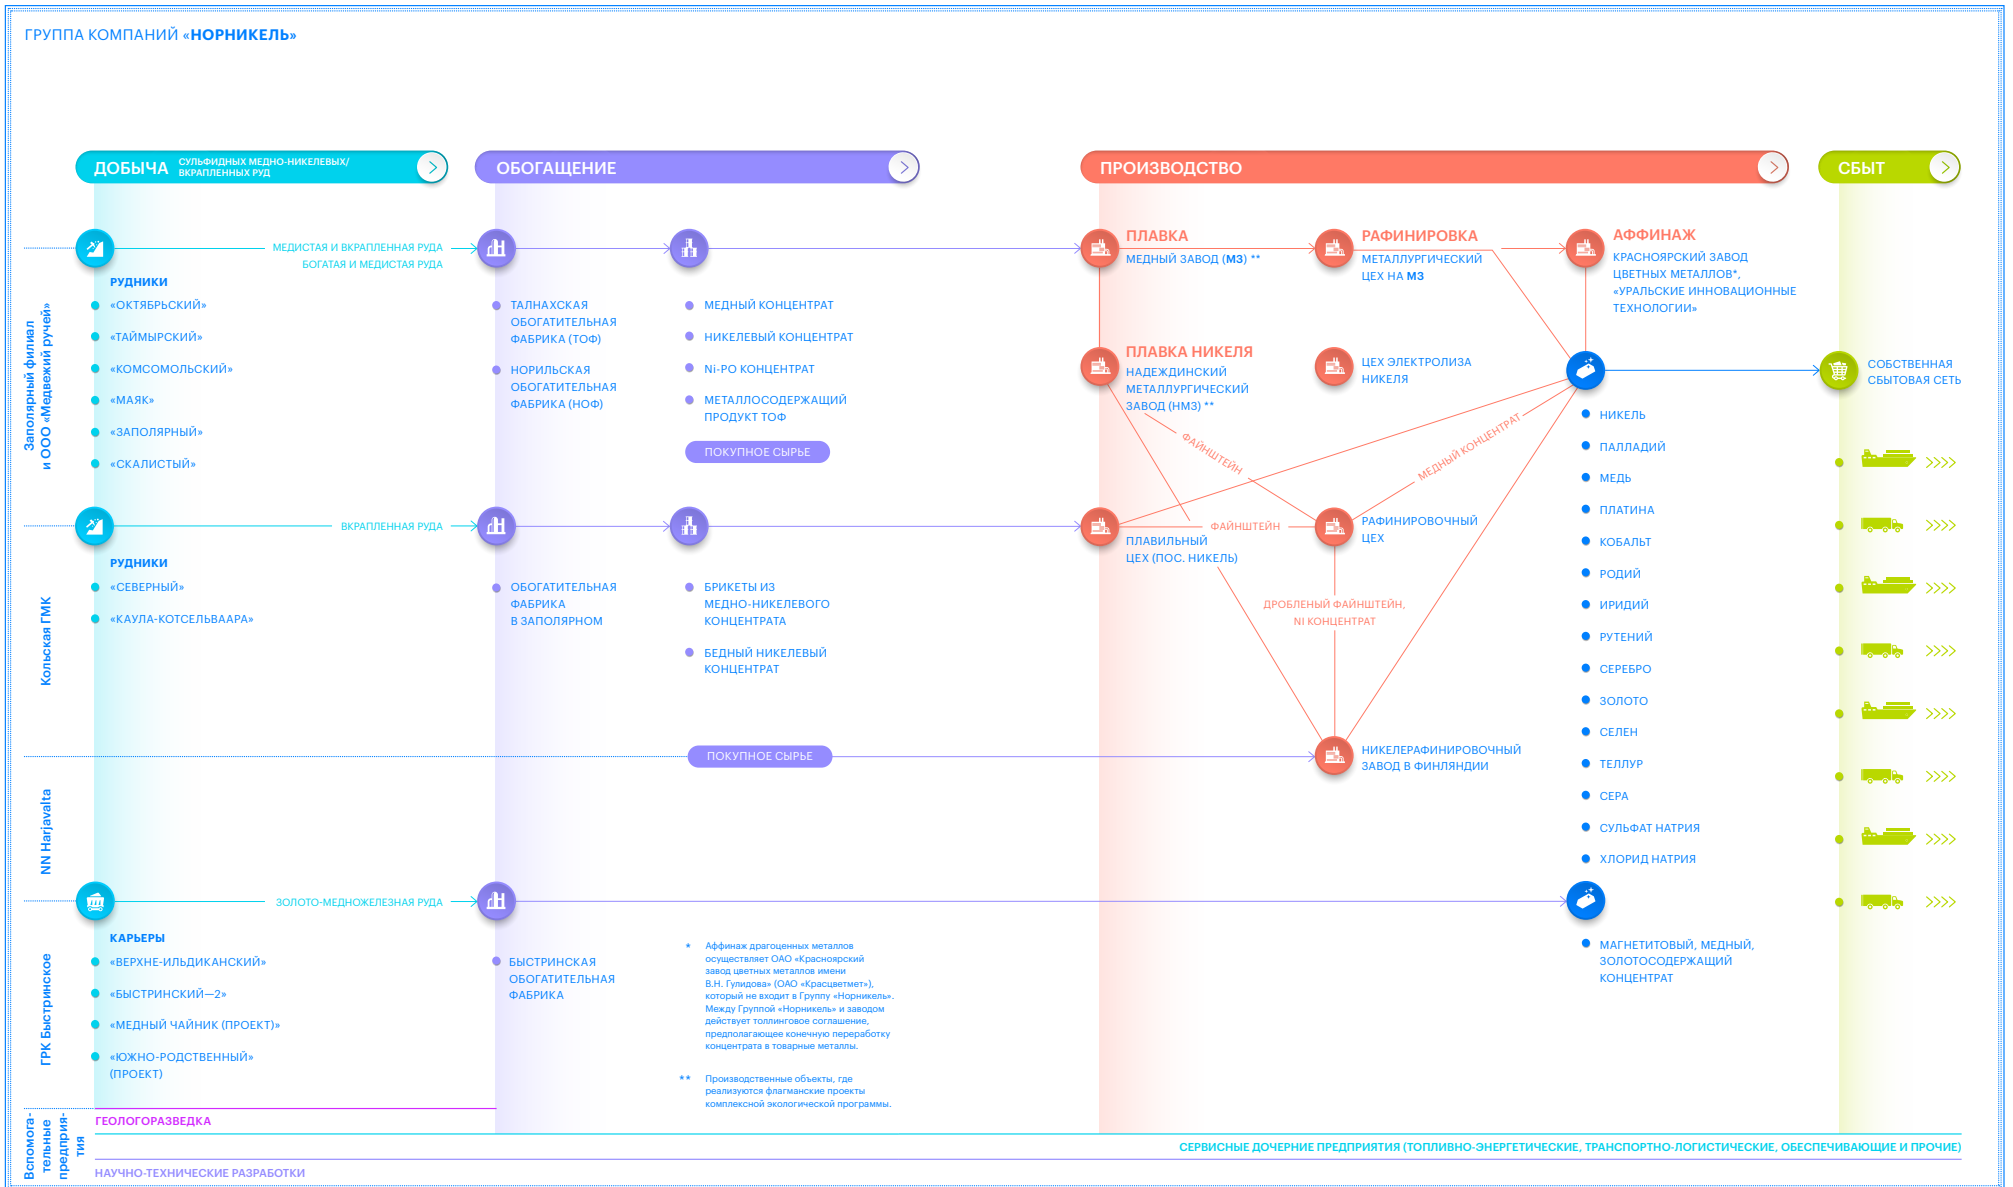 ГРУППА КОМПАНИЙ «НОРНИКЕЛЬ»
ДОБЫЧА
СУЛЬФИДНЫХ МЕДНО-НИКЕЛЕВЫХ/
ВКРАПЛЕННЫХ РУД
ОБОГАЩЕНИЕ
ПРОИЗВОДСТВО
СБЫТ
Заполярный филиал
и ООО «Медвежий ручей»
МЕДИСТАЯ И ВКРАПЛЕННАЯ РУДА
БОГАТАЯ И МЕДИСТАЯ РУДА
РУДНИКИ
«ОКТЯБРЬСКИЙ»
«ТАЙМЫРСКИЙ»
«КОМСОМОЛЬСКИЙ»
«МАЯК»
«ЗАПОЛЯРНЫЙ»
«СКАЛИСТЫЙ»
ТАЛНАХСКАЯ
ОБОГАТИТЕЛЬНАЯ
ФАБРИКА (ТОФ)
НОРИЛЬСКАЯ
ОБОГАТИТЕЛЬНАЯ
ФАБРИКА (НОФ)
МЕДНЫЙ КОНЦЕНТРАТ
НИКЕЛЕВЫЙ КОНЦЕНТРАТ
Ni-PO КОНЦЕНТРАТ
МЕТАЛЛОСОДЕРЖАЩИЙ
ПРОДУКТ ТОФ
ПОКУПНОЕ СЫРЬЕ
ПЛАВКА
МЕДНЫЙ ЗАВОД (МЗ) **
РАФИНИРОВКА
МЕТАЛЛУРГИЧЕСКИЙ
ЦЕХ НА МЗ
АФФИНАЖ
КРАСНОЯРСКИЙ ЗАВОД
ЦВЕТНЫХ МЕТАЛЛОВ*,
«УРАЛЬСКИЕ ИННОВАЦИОННЫЕ
ТЕХНОЛОГИИ»
ПЛАВКА НИКЕЛЯ
НАДЕЖДИНСКИЙ
МЕТАЛЛУРГИЧЕСКИЙ
ЗАВОД (НМЗ) **
ЦЕХ ЭЛЕКТРОЛИЗА
НИКЕЛЯ
СОБСТВЕННАЯ
СБЫТОВАЯ СЕТЬ
ФАЙНШТЕЙН
МЕДНЫЙ КОНЦЕНТРАТ
НИКЕЛЬ
ПАЛЛАДИЙ
МЕДЬ
ПЛАТИНА
КОБАЛЬТ
РОДИЙ
ИРИДИЙ
РУТЕНИЙ
СЕРЕБРО
ЗОЛОТО
СЕЛЕН
ТЕЛЛУР
СЕРА
СУЛЬФАТ НАТРИЯ
ХЛОРИД НАТРИЯ
Кольская ГМК
ВКРАПЛЕННАЯ РУДА
РУДНИКИ
«СЕВЕРНЫЙ»
«КАУЛА-КОТСЕЛЬВААРА»
ОБОГАТИТЕЛЬНАЯ
ФАБРИКА
В ЗАПОЛЯРНОМ
БРИКЕТЫ ИЗ
МЕДНО-НИКЕЛЕВОГО
КОНЦЕНТРАТА
БЕДНЫЙ НИКЕЛЕВЫЙ
КОНЦЕНТРАТ
ФАЙНШТЕЙН
ПЛАВИЛЬНЫЙ
ЦЕХ (ПОС. НИКЕЛЬ)
РАФИНИРОВОЧНЫЙ
ЦЕХ
ДРОБЛЕНЫЙ ФАЙНШТЕЙН,
NI КОНЦЕНТРАТ
NN Harjavalta
ПОКУПНОЕ СЫРЬЕ
НИКЕЛЕРАФИНИРОВОЧНЫЙ
ЗАВОД В ФИНЛЯНДИИ
ГРК Быстринское
ЗОЛОТО-МЕДНОЖЕЛЕЗНАЯ РУДА
КАРЬЕРЫ
«ВЕРХНЕ-ИЛЬДИКАНСКИЙ»
«БЫСТРИНСКИЙ—2»
«МЕДНЫЙ ЧАЙНИК (ПРОЕКТ)»
«ЮЖНО-РОДСТВЕННЫЙ»
(ПРОЕКТ)
БЫСТРИНСКАЯ
ОБОГАТИТЕЛЬНАЯ
ФАБРИКА
* Аффинаж драгоценных металлов
осуществляет ОАО «Красноярский
завод цветных металлов имени
В.Н. Гулидова» (ОАО «Красцветмет»),
который не входит в Группу «Норникель».
Между Группой «Норникель» и заводом
действует толлинговое соглашение,
предполагающее конечную переработку
концентрата в товарные металлы.
** Производственные объекты, где
реализуются флагманские проекты
комплексной экологической программы.
МАГНЕТИТОВЫЙ, МЕДНЫЙ,
ЗОЛОТОСОДЕРЖАЩИЙ
КОНЦЕНТРАТ
Вспомога-
тельные
предприя-
тия
ГЕОЛОГОРАЗВЕДКА
СЕРВИСНЫЕ ДОЧЕРНИЕ ПРЕДПРИЯТИЯ (ТОПЛИВНО-ЭНЕРГЕТИЧЕСКИЕ, ТРАНСПОРТНО-ЛОГИСТИЧЕСКИЕ, ОБЕСПЕЧИВАЮЩИЕ И ПРОЧИЕ)
НАУЧНО-ТЕХНИЧЕСКИЕ РАЗРАБОТКИ